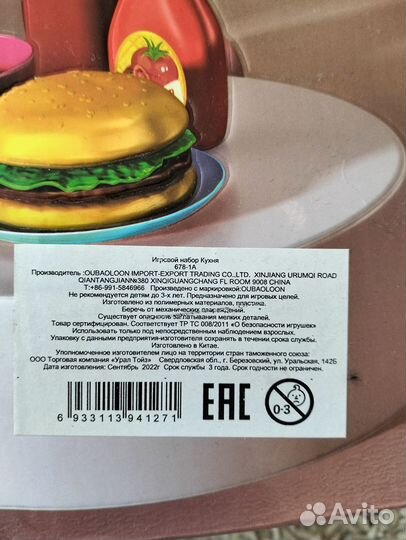 Игровой набор Кухня
678-1A
Производитель :OUBAOLOON IMPORT-EXPORT TRADING CO.,LTD. XINJIANG URUMQI ROAD
QIANTANGJIAN№380 XINQIGUANGCHANG FL ROOM 9008 CHINA
T:+86-991-5846966 Произведено с маркировкой:OUBAOLOON
Не рекомендуется детям до 3-х лет. Предназначено для игровых целей.
Изготовлено из полимерных материалов, пластика.
Беречь от механических повреждений.
Существует опасность заглатывания мелких деталей.
Товар сертифицирован. Соответствует ТР ТС 008/2011 «О безопасности игрушек»
Использовать только под непосредственным наблюдением взрослых.
Упаковку с данными предприятия-изготовителя сохранять в течении срока службы.
Изготовлено в Китае.
Уполномоченное изготовителем лицо на территории стран таможенного союза:
ООО Торговая компания «Урал Тойз» Свердловская обл., г. Березовский, ул. Уральская, 142Б
Дата изготовления: Сентябрь 2022г Срок службы 3 года. Срок годности не ограничен.
6 933113 941271
EAC
0-3
Avito